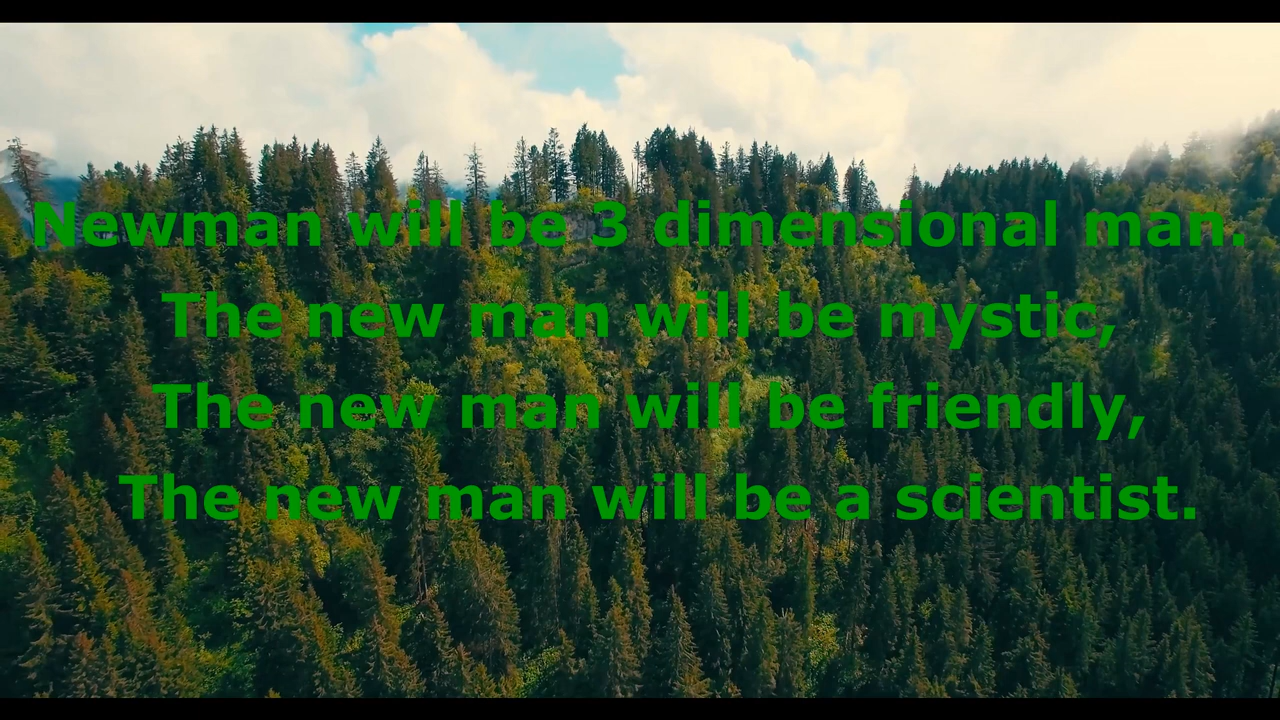 Newman will be 3 dimensional man.
The new man will be mystic,
The new man will be friendly,
The new man will be a scientist.